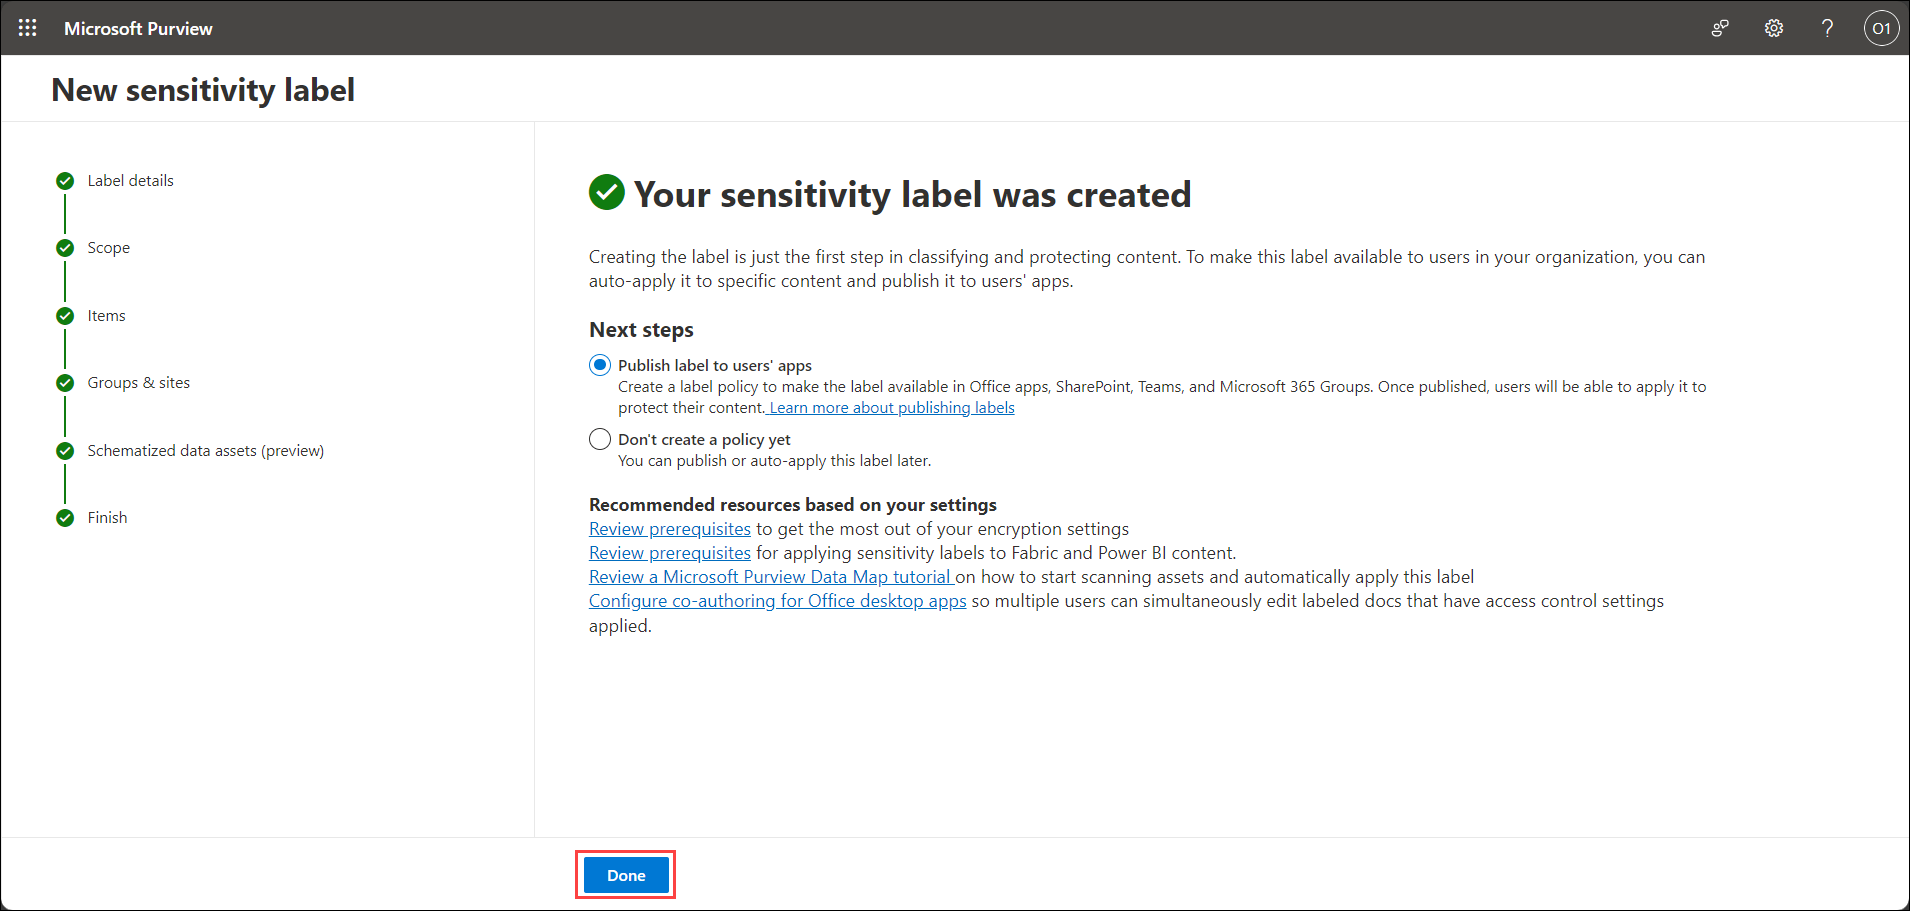 Microsoft Purview
?
O1
New sensitivity label
Label details
Scope
Items
Groups & sites
Schematized data assets (preview)
Finish
Your sensitivity label was created
Creating the label is just the first step in classifying and protecting content. To make this label available to users in your organization, you can
auto-apply it to specific content and publish it to users' apps.
Next steps
Publish label to users' apps
Create a label policy to make the label available in Office apps, SharePoint, Teams, and Microsoft 365 Groups. Once published, users will be able to apply it to
protect their content. Learn more about publishing labels
Don't create a policy yet
You can publish or auto-apply this label later.
Recommended resources based on your settings
Review prerequisites to get the most out of your encryption settings
Review prerequisites for applying sensitivity labels to Fabric and Power BI content.
Review a Microsoft Purview Data Map tutorial on how to start scanning assets and automatically apply this label
Configure co-authoring for Office desktop apps so multiple users can simultaneously edit labeled docs that have access control settings
applied.
Done